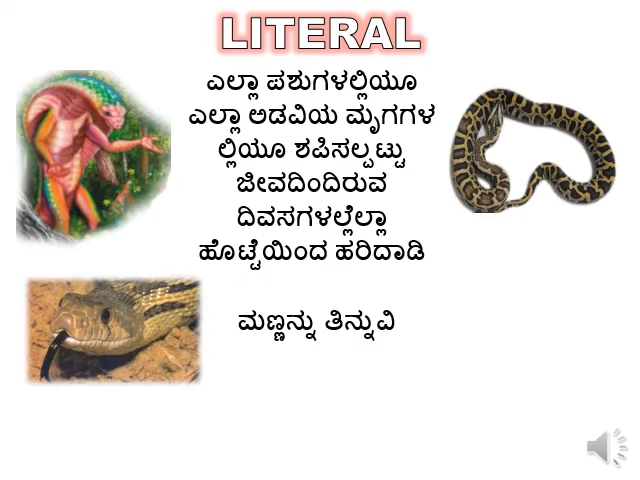 LITERAL
ಎಲ್ಲಾ ಪಶುಗಳಲ್ಲಿಯೂ
ಎಲ್ಲಾ ಅಡವಿಯ ಮೃಗಗಳ
ಲ್ಲಿಯೂ ಶಪಿಸಲ್ಪಟ್ಟು
ಜೀವದಿಂದಿರುವ
ದಿವಸಗಳಲ್ಲೆಲ್ಲಾ
ಹೊಟ್ಟೆಯಿಂದ ಹರಿದಾಡಿ
ಮಣ್ಣನ್ನು ತಿನ್ನುವಿ